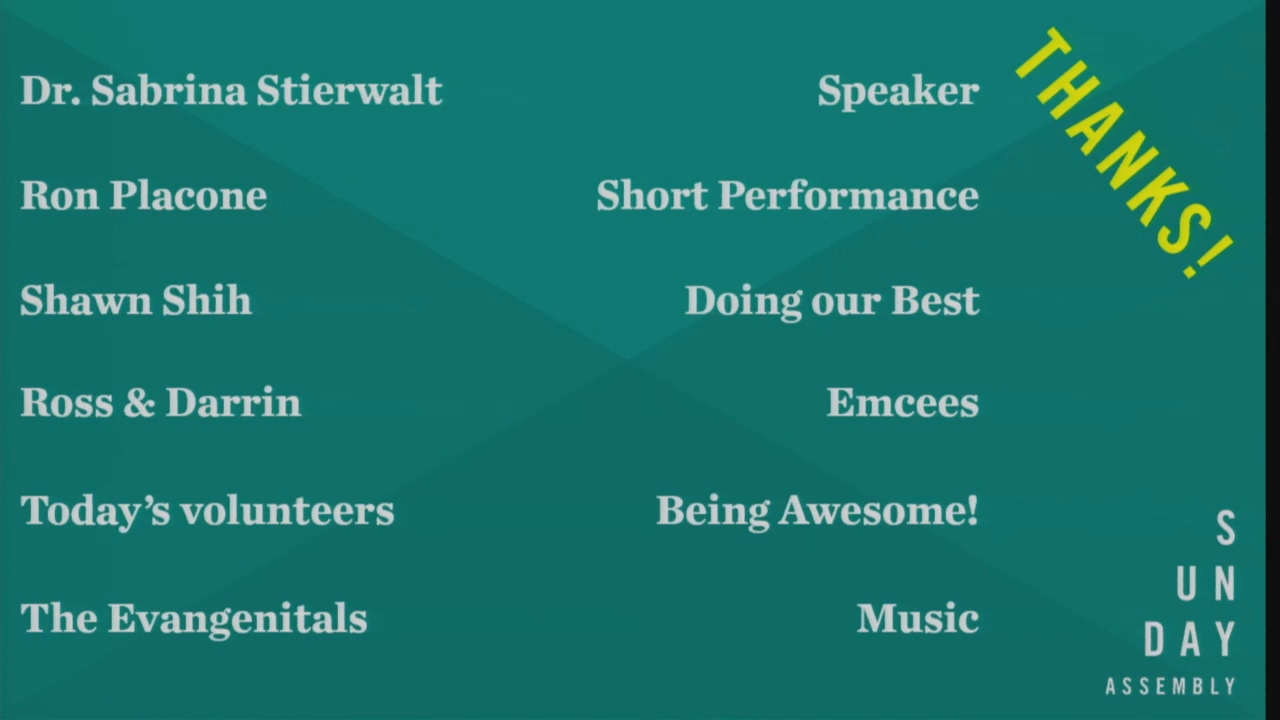 Dr. Sabrina Stierwalt Speaker
Ron Placone Short Performance
Shawn Shih Doing our Best
Ross & Darrin Emcees
Today’s volunteers Being Awesome!
The Evangenitals Music
THANKS!
S
UN
DAY
ASSEMBLY